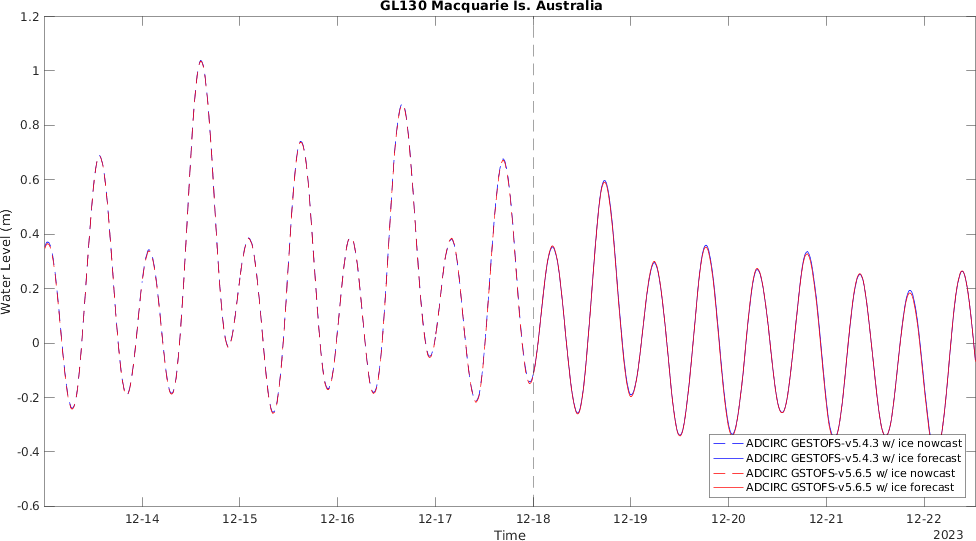 GL130 Macquarie Is. Australia
1.2
1
0.8
0.6
0.4
0.2
0
-0.2
-0.4
-0.6
Water Level (m)
ADCIRC GESTOFS-v5.4.3 w/ ice nowcast
ADCIRC GESTOFS-v5.4.3 w/ ice forecast
ADCIRC GSTOFS-v5.6.5 w/ ice nowcast
ADCIRC GSTOFS-v5.6.5 w/ ice forecast
12-14 12-15 12-16 12-17 12-18 12-19 12-20 12-21 12-22
Time
2023